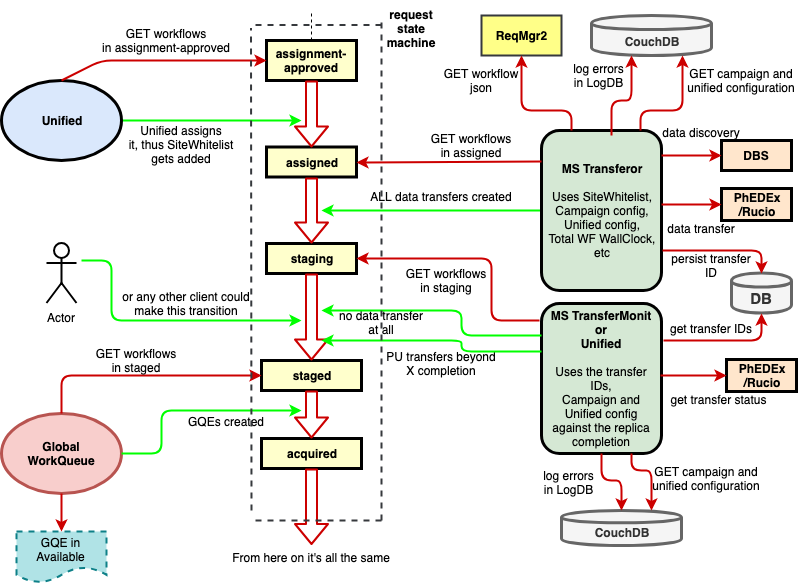 request
state
machine
GET workflows
in assignment-approved
assignment-
approved
ReqMgr2
CouchDB
GET workflow
json
log errors
in LogDB
GET campaign and
unified configuration
Unified
Unified assigns
it, thus SiteWhitelist
gets added
assigned
GET workflows
in assigned
MS Transferor
Uses SiteWhitelist,
Campaign config,
Unified config,
Total WF WallClock,
etc
data discovery
DBS
PhEDEx
/Rucio
data transfer
ALL data transfers created
persist transfer
ID
DB
staging
GET workflows
in staging
Actor
or any other client could
make this transition
no data transfer
at all
PU transfers beyond
X completion
MS TransferMonit
or
Unified
Uses the transfer
IDs,
Campaign and
Unified config
against the replica
completion
get transfer IDs
PhEDEx
/Rucio
get transfer status
GET workflows
in staged
staged
GQEs created
Global
WorkQueue
acquired
log errors
in LogDB
GET campaign and
unified configuration
CouchDB
GQE in
Available
From here on it's all the same